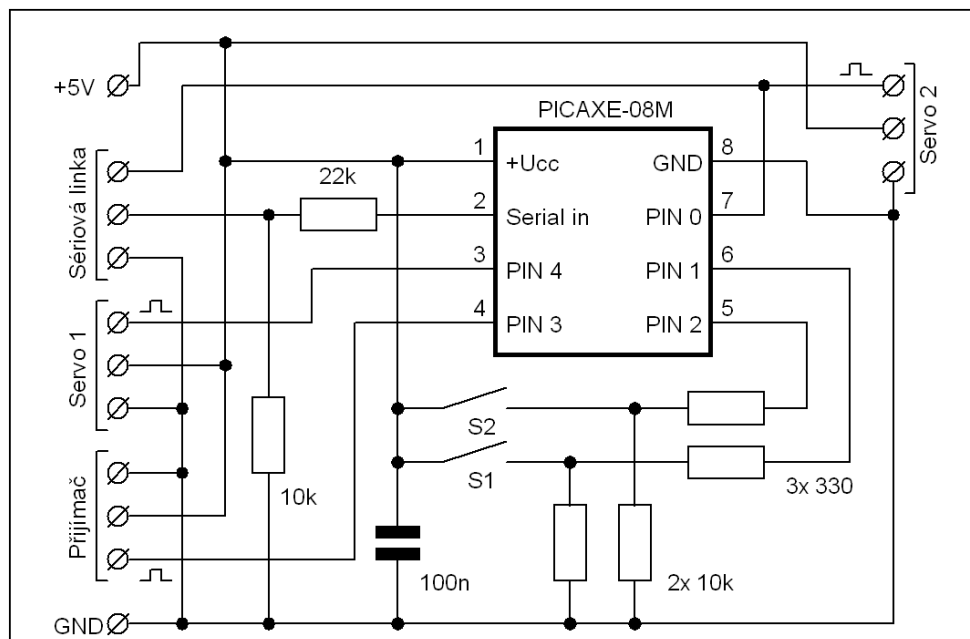 +5V
Sériová linka
Servo 1
Přijímač
GND
22k
10k
100n
PICAXE-08M
1
+Ucc
2
Serial in
3
PIN 4
4
PIN 3
GND
8
PIN 0
7
PIN 1
6
PIN 2
5
S2
S1
3x 330
2x 10k
Servo 2